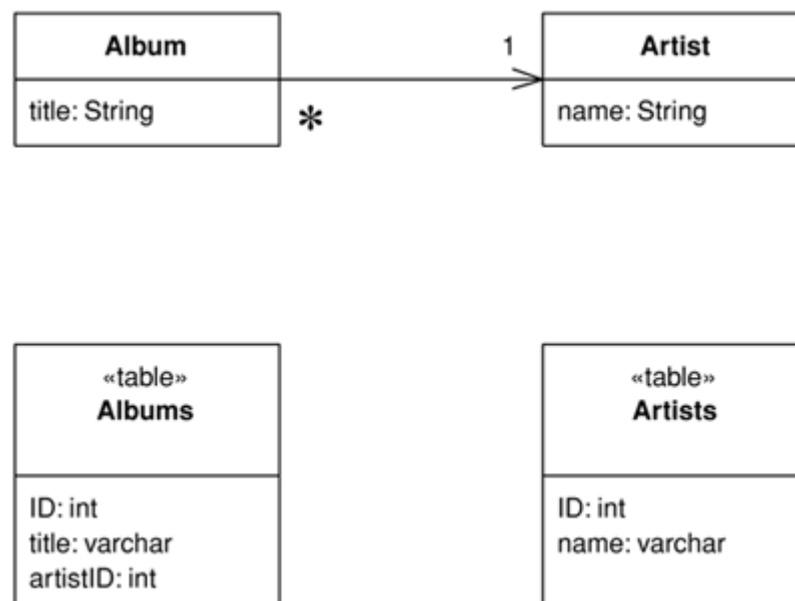 Album
1
Artist
title: String
*
name: String
«table»
Albums
ID: int
title: varchar
artistID: int
«table»
Artists
ID: int
name: varchar